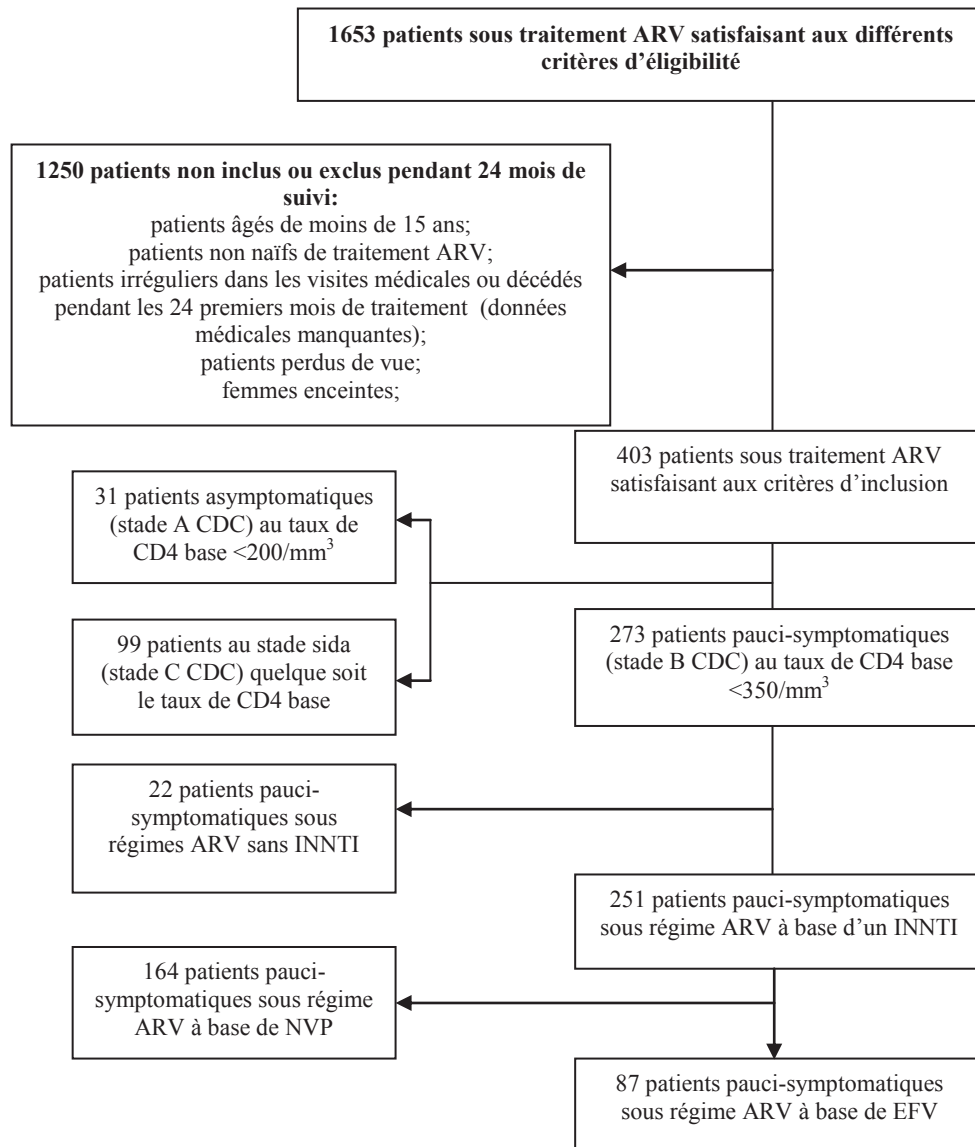 1653 patients sous traitement ARV satisfaisant aux différents
critères d'éligibilité
1250 patients non inclus ou exclus pendant 24 mois de
suivi:
patients âgés de moins de 15 ans;
patients non naïfs de traitement ARV;
patients irréguliers dans les visites médicales ou décédés
pendant les 24 premiers mois de traitement (données
médicales manquantes);
patients perdus de vue;
femmes enceintes;
403 patients sous traitement ARV
satisfaisant aux critères d'inclusion
31 patients asymptomatiques
(stade A CDC) au taux de
CD4 base <200/mm³
99 patients au stade sida
(stade C CDC) quelque soit
le taux de CD4 base
273 patients pauci-symptomatiques
(stade B CDC) au taux de CD4 base
<350/mm³
22 patients pauci-
symptomatiques sous
régimes ARV sans INNTI
251 patients pauci-symptomatiques
sous régime ARV à base d'un INNTI
164 patients pauci-
symptomatiques sous régime
ARV à base de NVP
87 patients pauci-symptomatiques
sous régime ARV à base de EFV